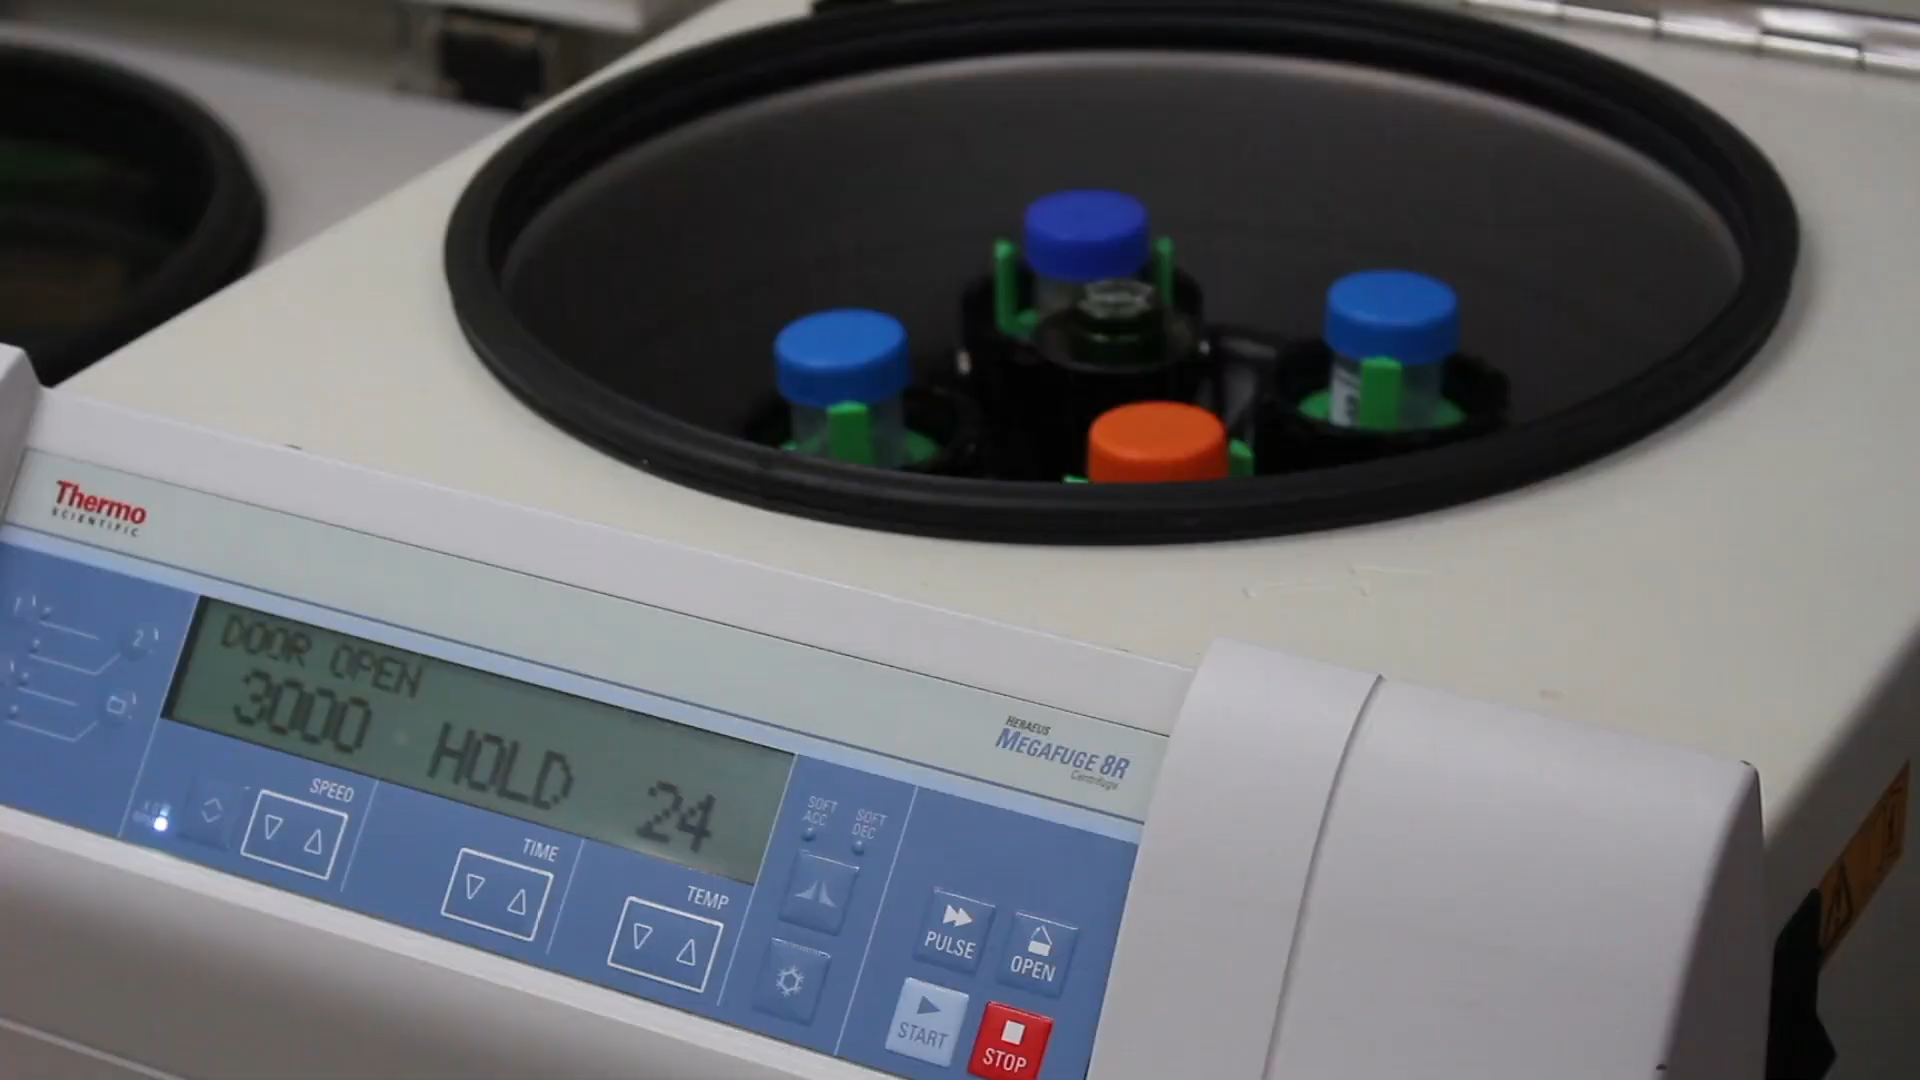 Thermo
SCIENTIFIC
DOOR OPEN
3000 HOLD 24
HERAEUS
MEGAFUGE 8R
Centrifuge
SPEED
TIME
TEMP
SOFT
ACC
SOFT
DEC
PULSE
OPEN
START
STOP
2